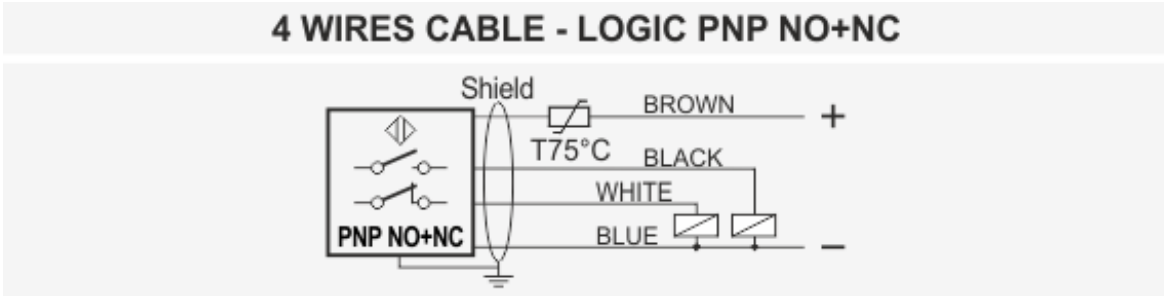 4 WIRES CABLE - LOGIC PNP NO+NC
Shield
BROWN
+
T75°C
BLACK
WHITE
PNP NO+NC
BLUE
−